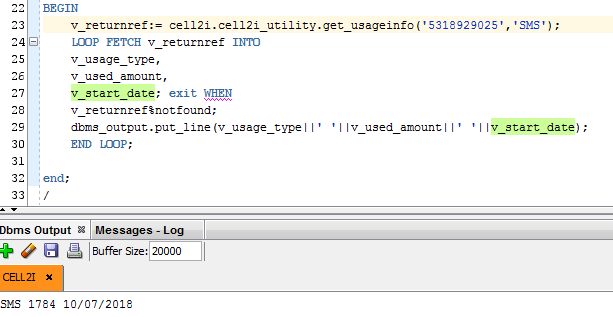 22 BEGIN
23 v_returnref:= cell2i.cell2i_utility.get_usageinfo('5318929025','SMS');
24 LOOP FETCH v_returnref INTO
25 v_usage_type,
26 v_used_amount,
27 v_start_date; exit WHEN
28 v_returnref%notfound;
29 dbms_output.put_line(v_usage_type||' '||v_used_amount||' '||v_start_date);
30 END LOOP;
31
32 end;
33 /
Dbms Output Messages - Log
Buffer Size: 20000
CELL2I
SMS 1784 10/07/2018